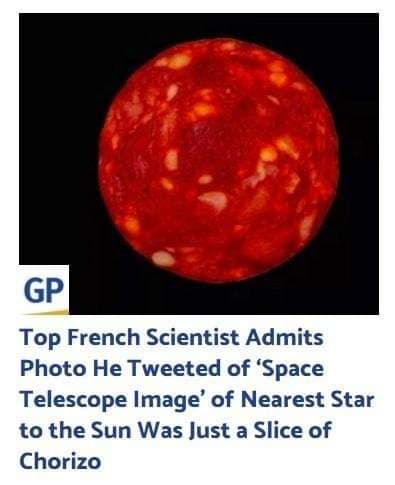 GP
Top French Scientist Admits
Photo He Tweeted of ‘Space
Telescope Image’ of Nearest Star
to the Sun Was Just a Slice of
Chorizo